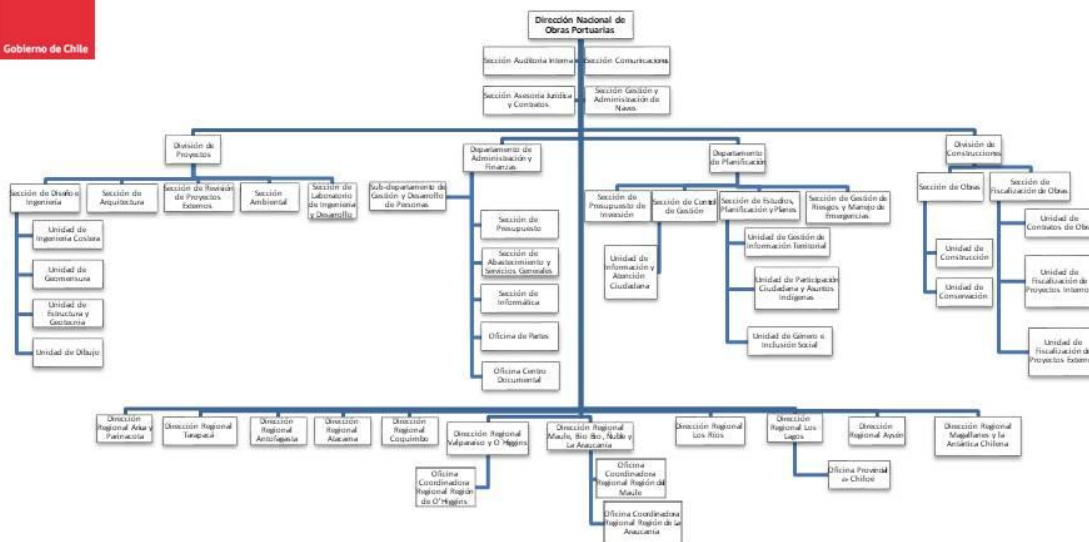 Gobierno de Chile
Dirección Nacional de
Obras Portuarias
Sección Auditoría Interna
Sección Comunicaciones
Sección Asesoría Jurídica
y Contratos
Sección Gestión y
Administración de
Naves
División de
Proyectos
Departamento de
Administración y
Finanzas
Departamento
de Planificación
División de
Construcciones
Sección de Diseño e
Ingeniería
Sección de
Arquitectura
Sección de Revisión
de Proyectos
Externos
Sección
Ambiental
Sección de
Laboratorio
de Ingeniería
y Desarrollo
Sub-departamento de
Gestión y Desarrollo
de Personas
Sección de
Presupuesto de
Inversión
Sección de Control
de Gestión
Sección de Estudios,
Planificación y Planes
Sección de Gestión de
Riesgos y Manejo de
Emergencias
Sección de Obras
Sección de
Fiscalización de Obras
Unidad de
Ingeniería Costera
Unidad de
Geomensura
Unidad de
Estructura y
Geotecnia
Unidad de Dibujo
Sección de
Presupuesto
Sección de
Abastecimiento y
Servicios Generales
Sección de
Informática
Oficina de Partes
Oficina Centro
Documental
Unidad de
Información y
Atención
Ciudadana
Unidad de Gestión de
Información Territorial
Unidad de Participación
Ciudadana y Asuntos
Indígenas
Unidad de Género e
Inclusión Social
Unidad de
Construcción
Unidad de
Conservación
Unidad de
Contratos de Obra
Unidad de
Fiscalización de
Proyectos Interno
Unidad de
Fiscalización de
Proyectos Extern
Dirección
Regional Arica y
Parinacota
Dirección Regional
Tarapacá
Dirección
Regional
Antofagasta
Dirección
Regional
Atacama
Dirección
Regional
Coquimbo
Dirección Regional
Valparaíso y O Higgins
Dirección Regional
Maule, Bío Bío, Ñuble y
La Araucanía
Dirección Regional
Los Ríos
Dirección
Regional Los
Lagos
Dirección
Regional Aysén
Dirección Regional
Magallanes y la
Antártica Chilena
Oficina
Coordinadora
Regional Región
de O'Higgins
Oficina
Coordinadora
Regional Región del
Maule
Oficina Coordinadora
Regional Región de La
Araucanía
Oficina Provincial
de Chiloé